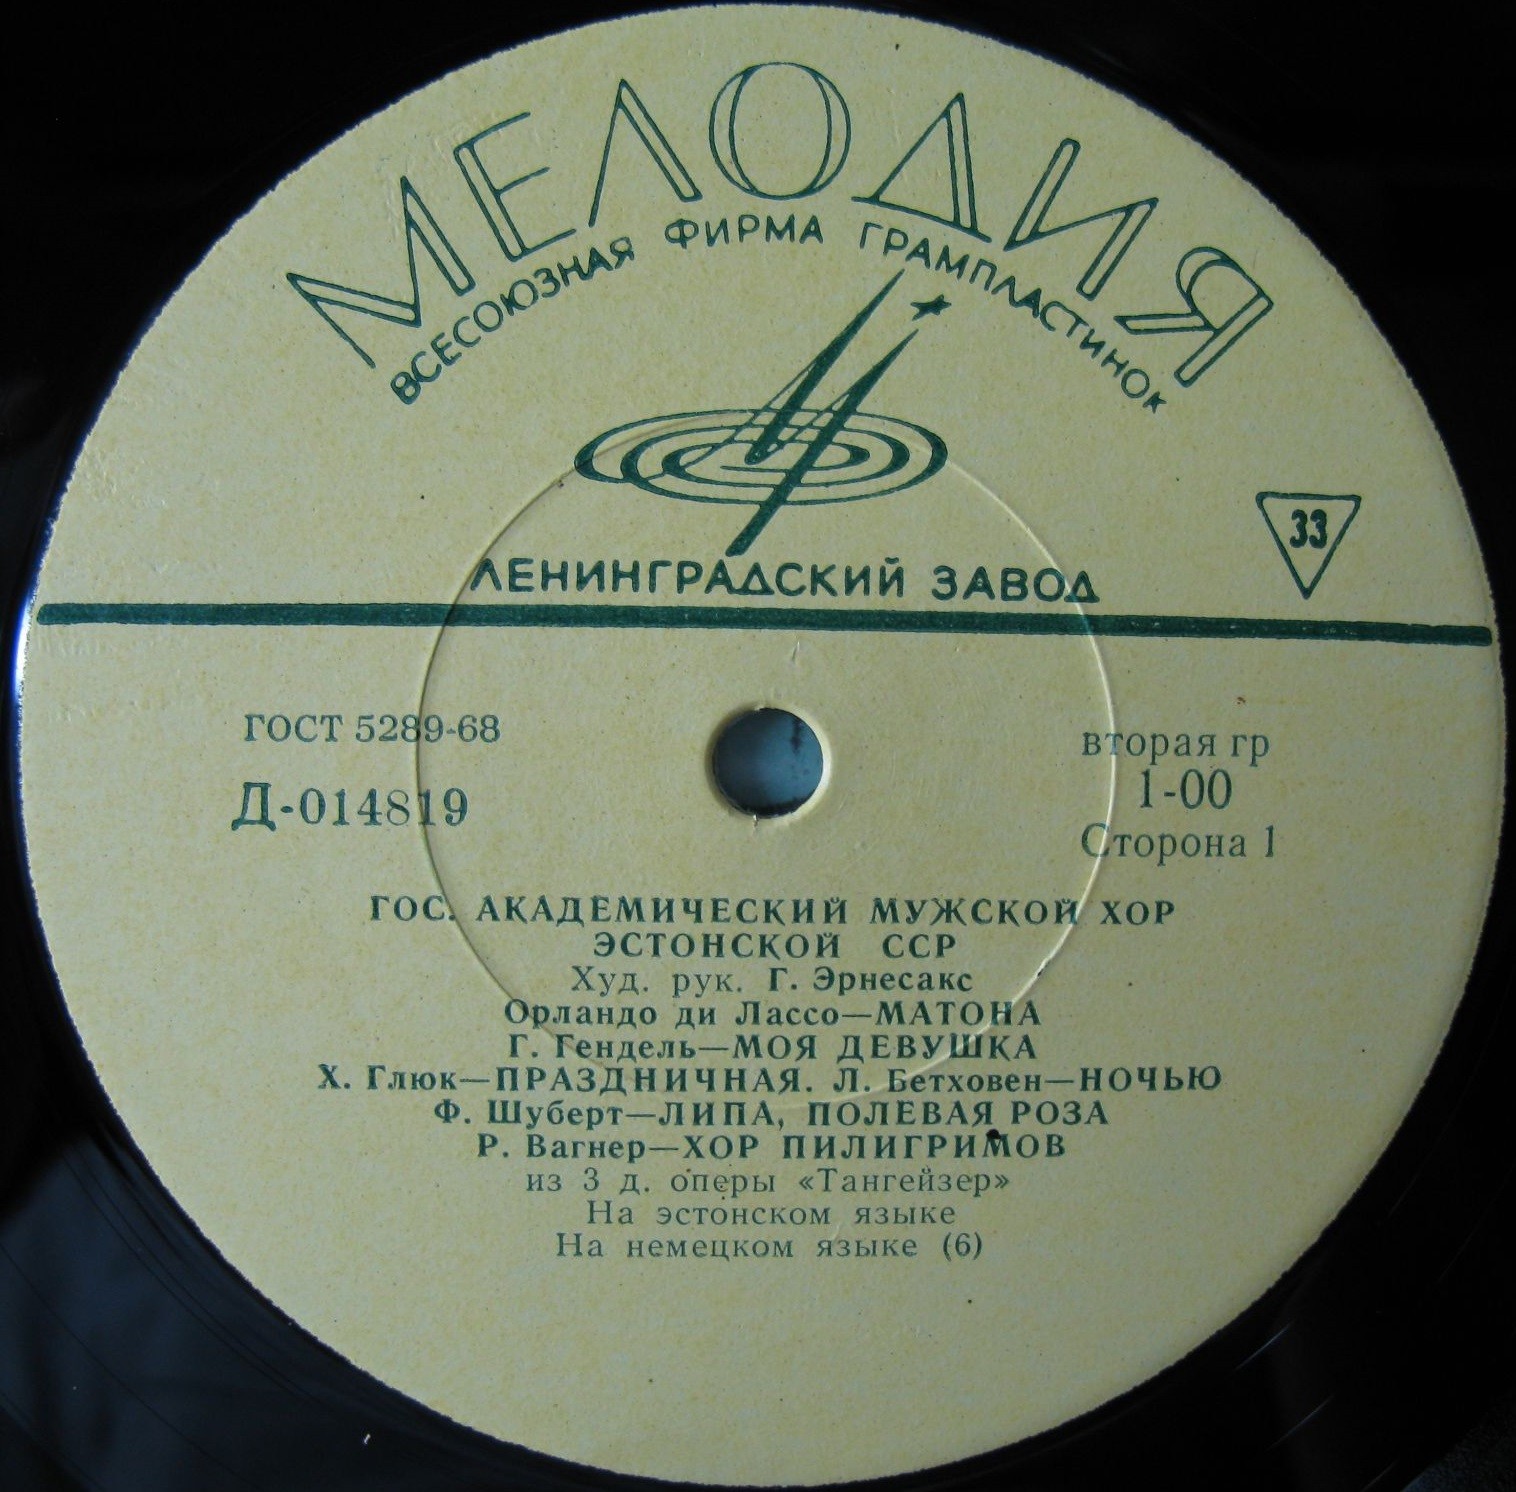 МЕЛОДИЯ
ВСЕСОЮЗНАЯ ФИРМА ГРАМПЛАСТИНОК
33
ЛЕНИНГРАДСКИЙ ЗАВОД
ГОСТ 5289-68
Д-014819
вторая гр
1-00
Сторона 1
ГОС. АКАДЕМИЧЕСКИЙ МУЖСКОЙ ХОР
ЭСТОНСКОЙ ССР
Худ. рук. Г. Эрнесакс
Орландо ди Лассо—МАТОНА
Г. Гендель—МОЯ ДЕВУШКА
Х. Глюк—ПРАЗДНИЧНАЯ. Л. Бетховен—НОЧЬЮ
Ф. Шуберт—ЛИПА, ПОЛЕВАЯ РОЗА
Р. Вагнер—ХОР ПИЛИГРИМОВ
из 3 д. оперы «Тангейзер»
На эстонском языке
На немецком языке (6)